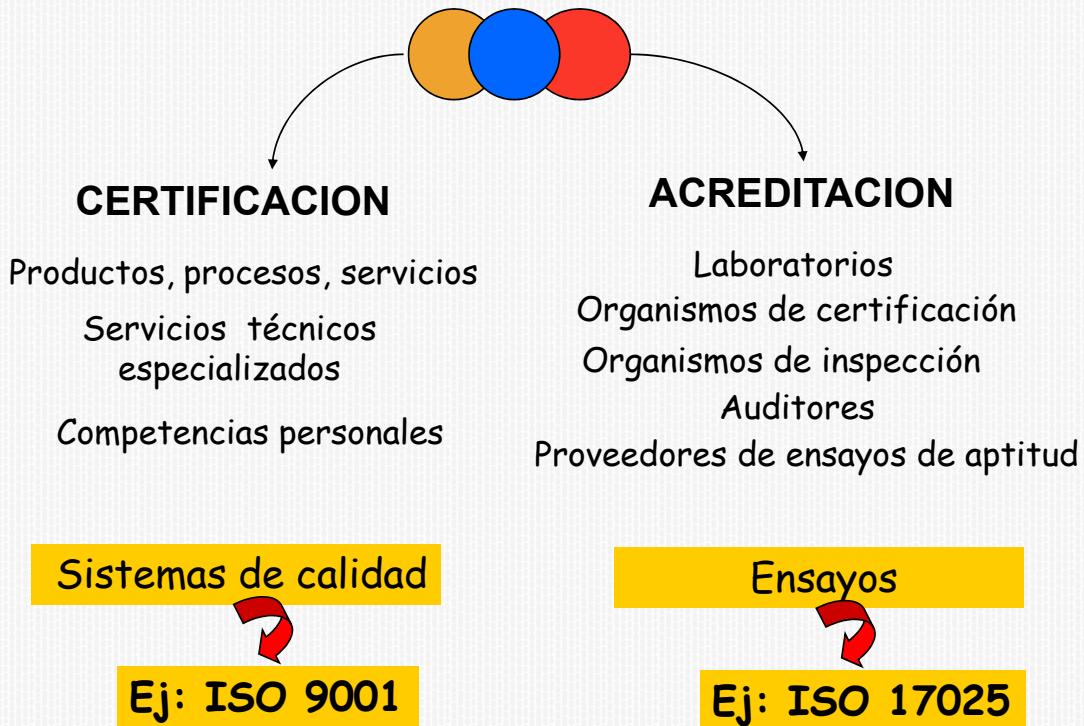 CERTIFICACION
Productos, procesos, servicios
Servicios técnicos
especializados
Competencias personales
Sistemas de calidad
Ej: ISO 9001
ACREDITACION
Laboratorios
Organismos de certificación
Organismos de inspección
Auditores
Proveedores de ensayos de aptitud
Ensayos
Ej: ISO 17025